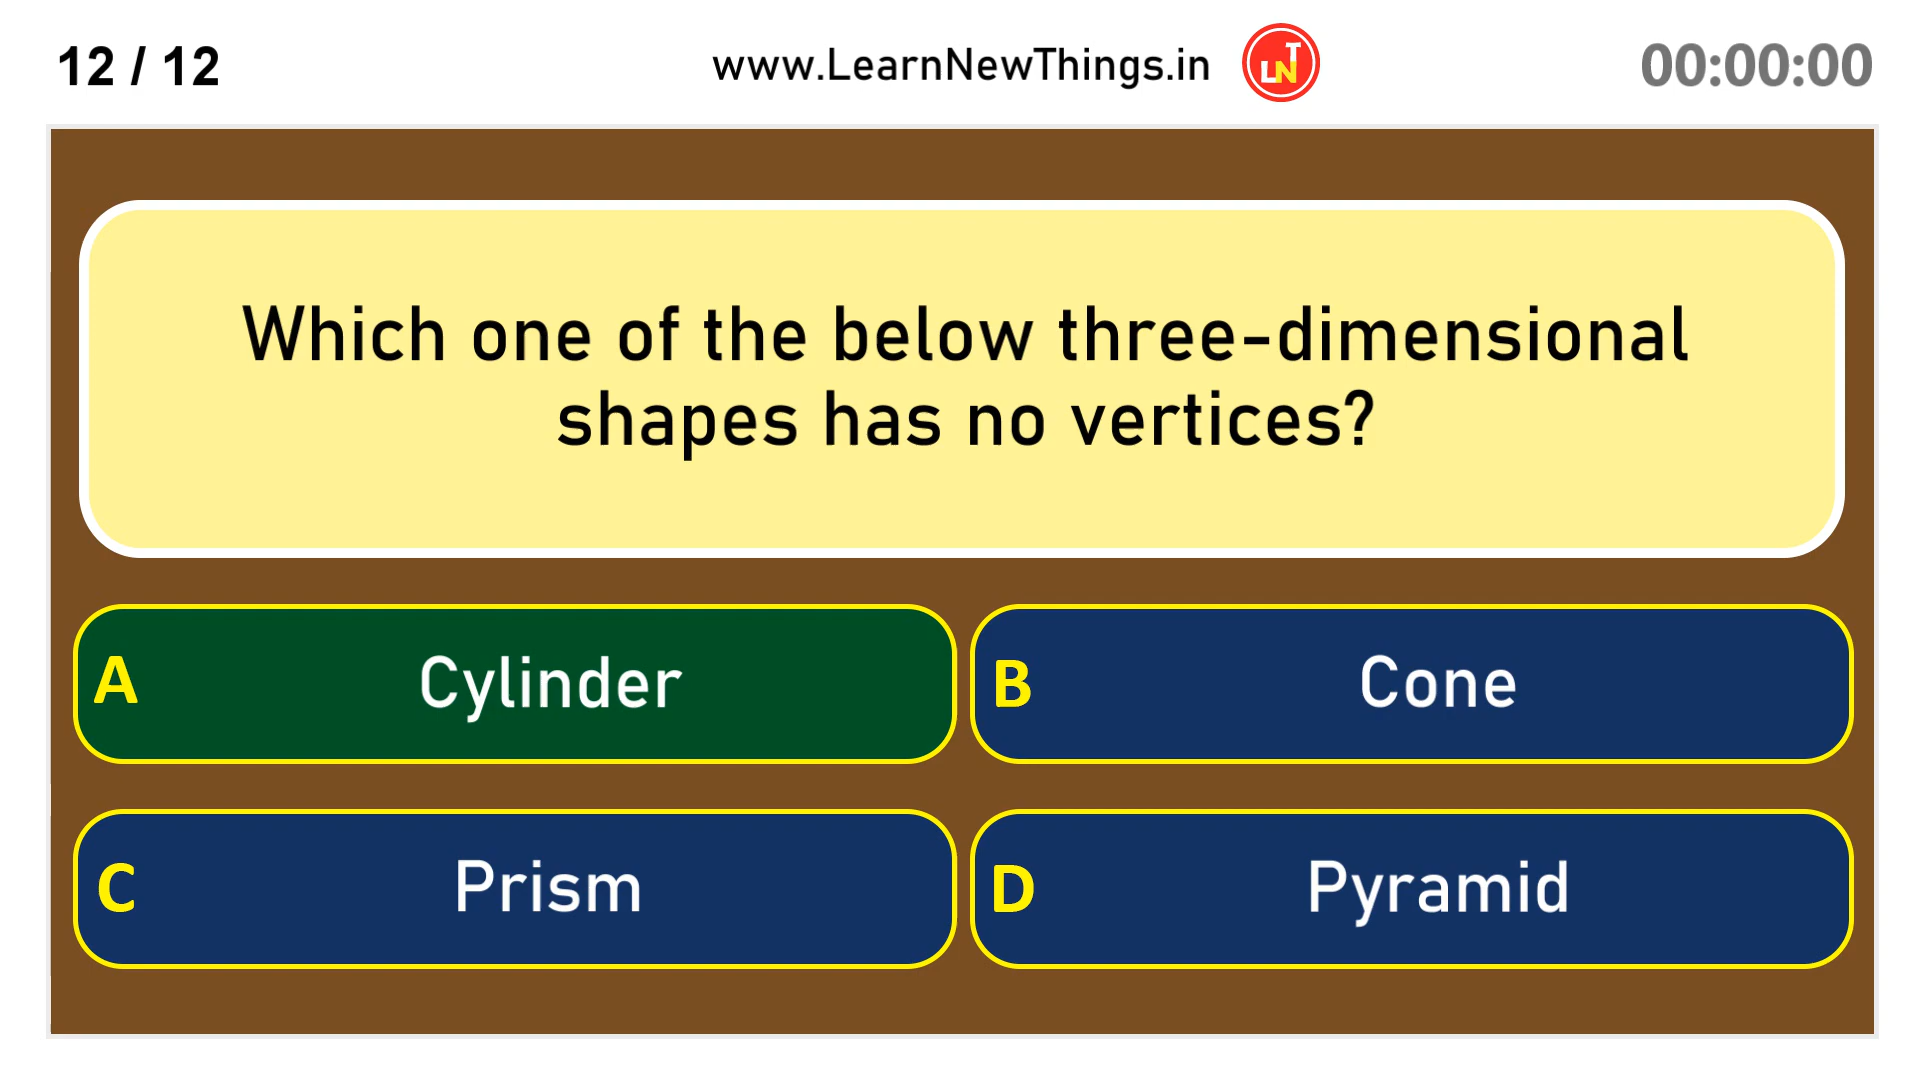 12 / 12
www.LearnNewThings.in
LNT
00:00:00
Which one of the below three-dimensional
shapes has no vertices?
A Cylinder
B Cone
C Prism
D Pyramid